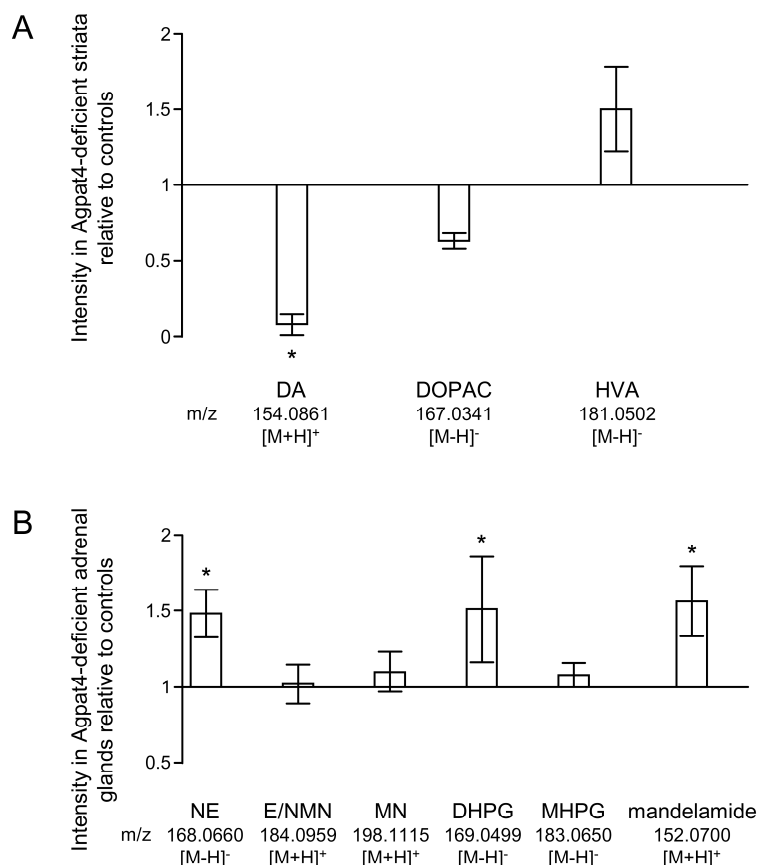 A
Intensity in Agpat4-deficient striata
relative to controls
2
1.5
1
0.5
0
*
DA DOPAC HVA
m/z 154.0861 167.0341 181.0502
[M+H]+ [M-H]- [M-H]-
B
Intensity in Agpat4-deficient adrenal
glands relative to controls
2
1.5
1
0.5
* * *
NE E/NMN MN DHPG MHPG mandelamide
m/z 168.0660 184.0959 198.1115 169.0499 183.0650 152.0700
[M-H]- [M+H]+ [M+H]+ [M-H]- [M-H]- [M+H]+